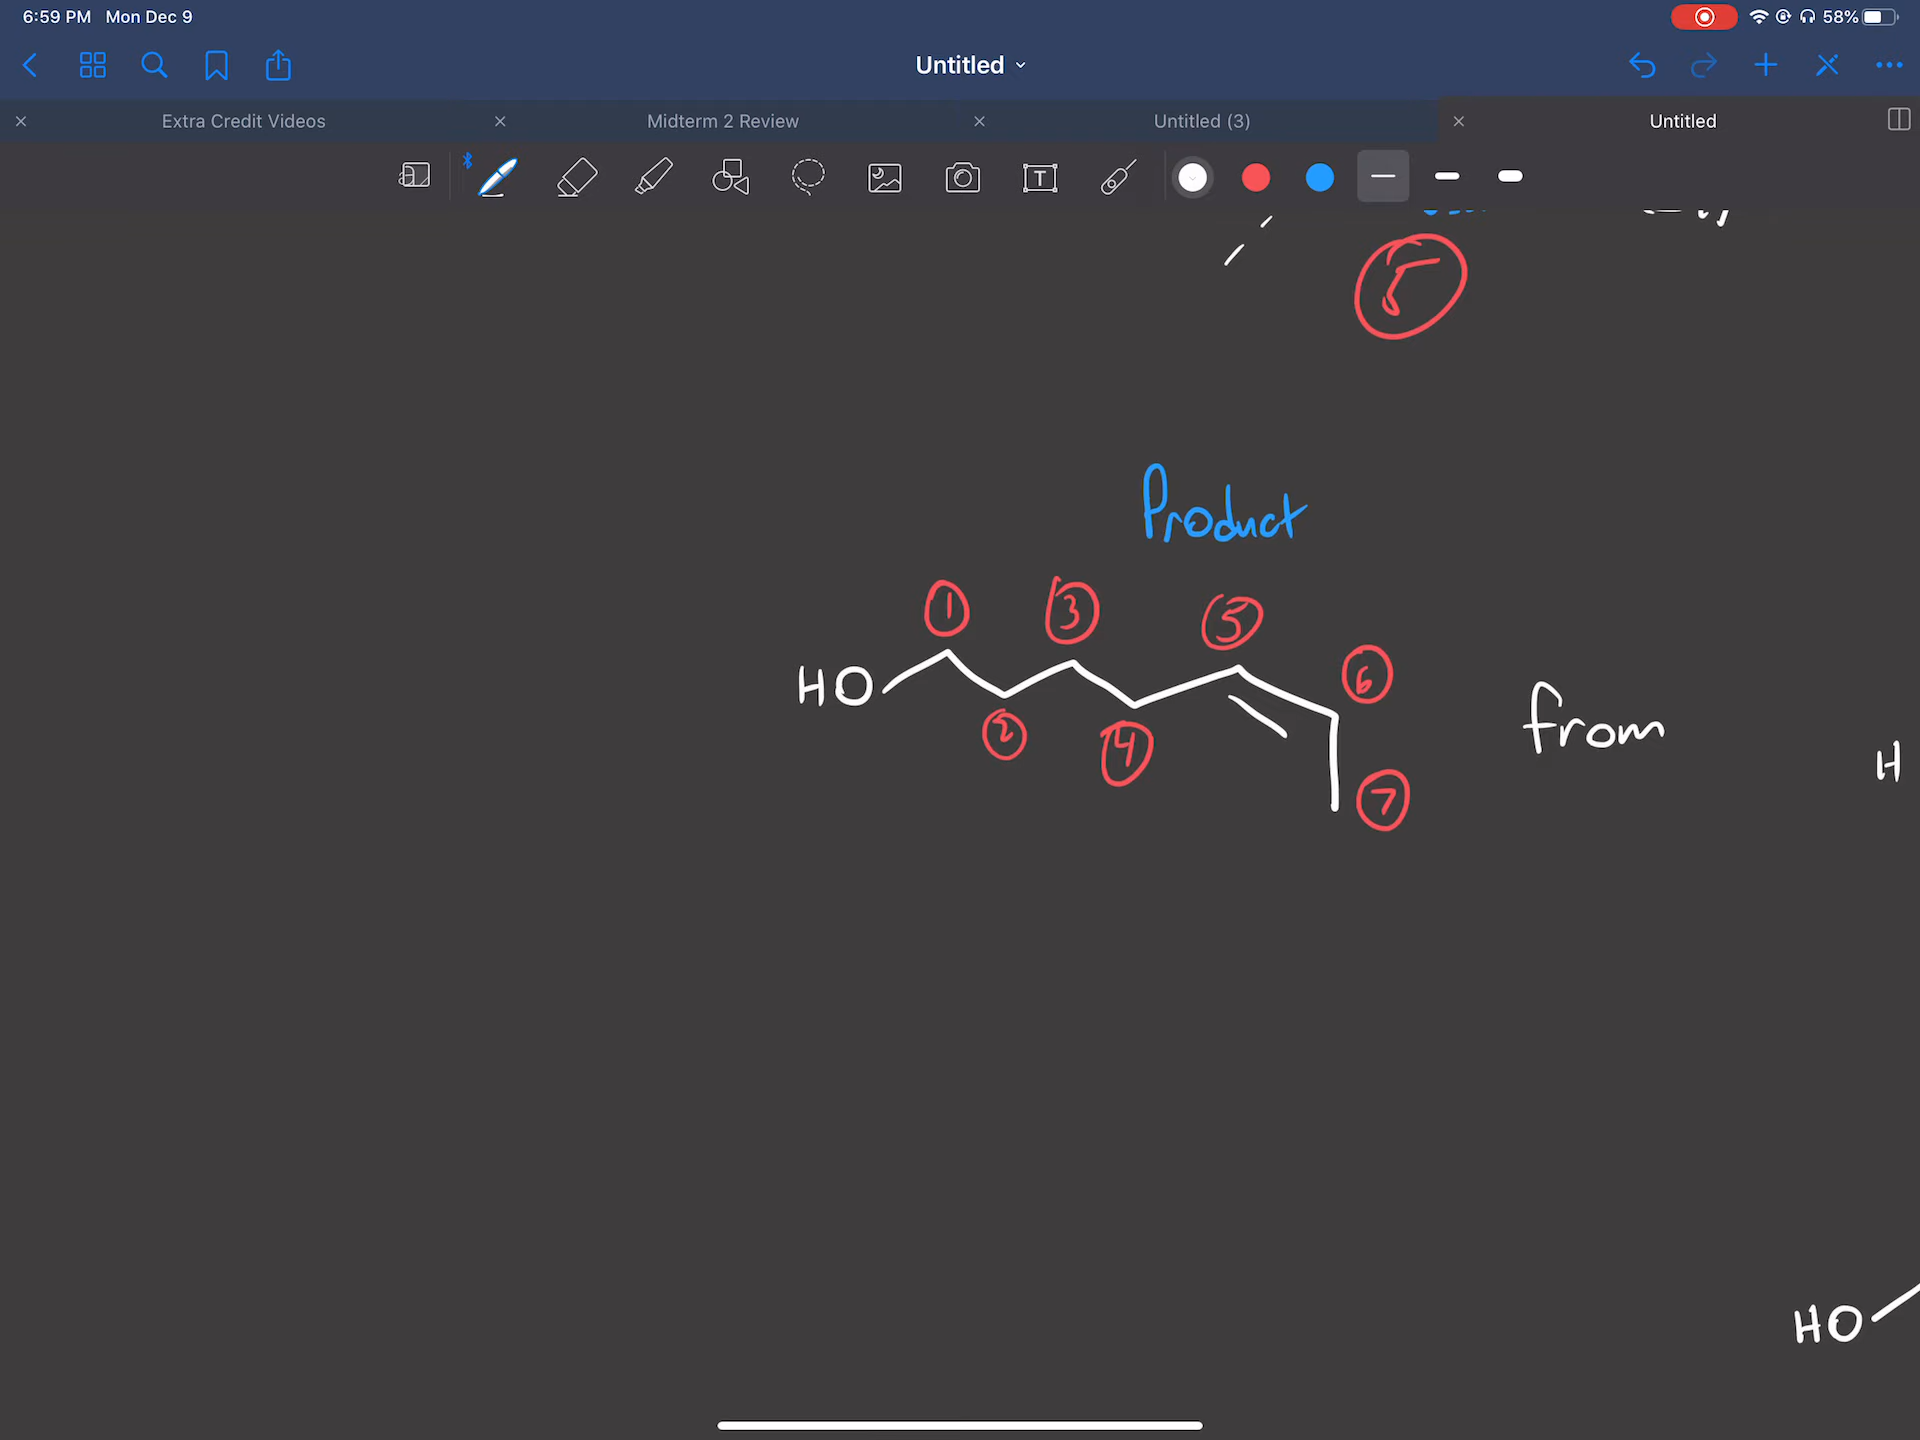 6:59 PM Mon Dec 9
58%
Untitled
Extra Credit Videos
Midterm 2 Review
Untitled (3)
Untitled
T
Product
1 3 5
6
HO
2 4
7
from
H
HO